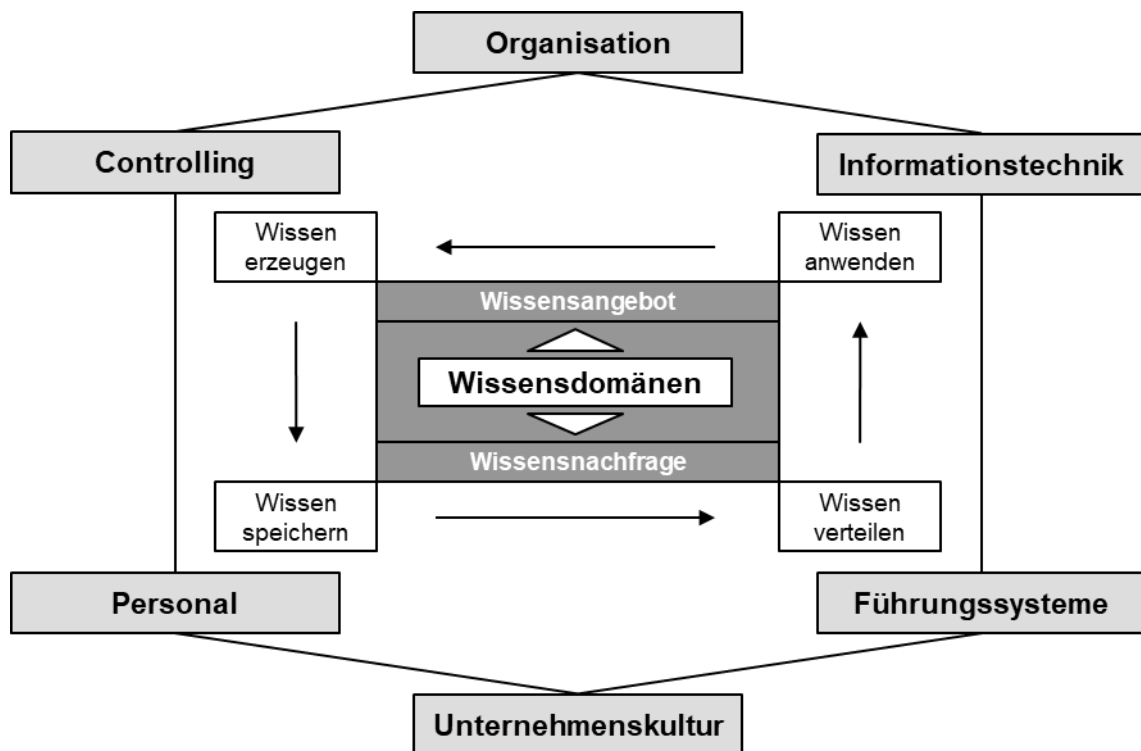 Organisation
Controlling
Informationstechnik
Wissen
erzeugen
Wissen
anwenden
Wissensangebot
Wissensdomänen
Wissensnachfrage
Wissen
speichern
Wissen
verteilen
Personal
Führungssysteme
Unternehmenskultur